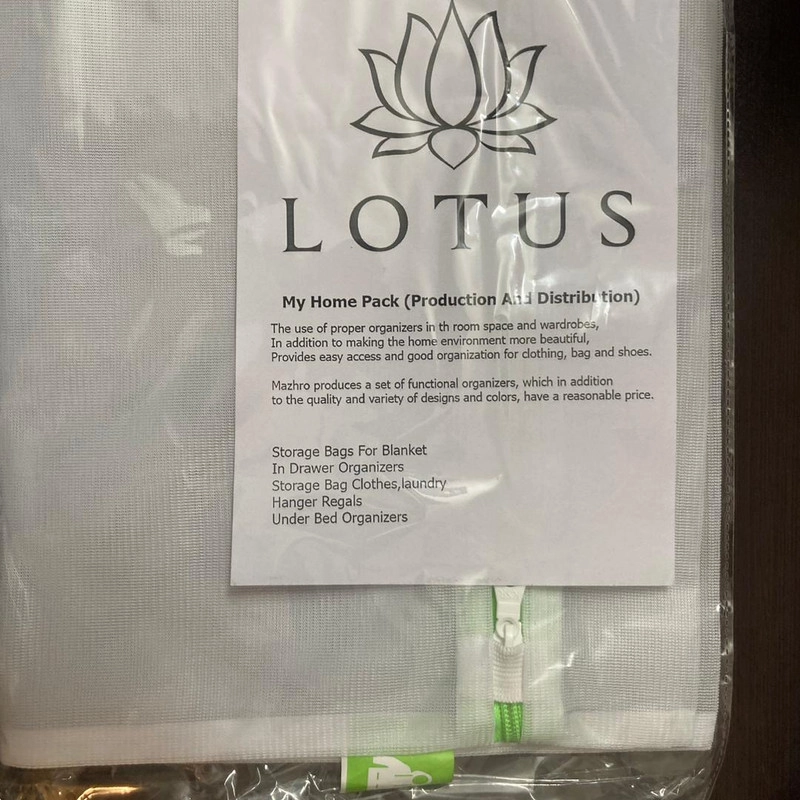 LOTUS
My Home Pack (Production And Distribution)
The use of proper organizers in th room space and wardrobes,
In addition to making the home environment more beautiful,
Provides easy access and good organization for clothing, bag and shoes.
Mazhro produces a set of functional organizers, which in addition
to the quality and variety of designs and colors, have a reasonable price.
Storage Bags For Blanket
In Drawer Organizers
Storage Bag Clothes,laundry
Hanger Regals
Under Bed Organizers